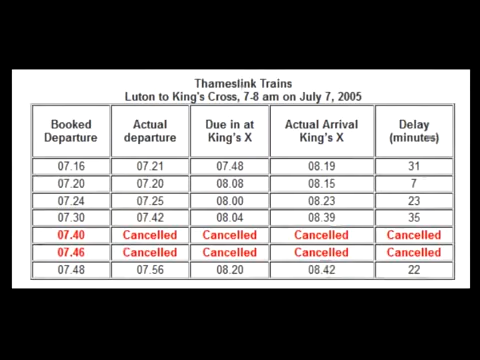 Thameslink Trains
Luton to King's Cross, 7-8 am on July 7, 2005
Booked Departure Actual departure Due in at King's X Actual Arrival King's X Delay (minutes)
07.16 07.21 07.48 08.19 31
07.20 07.20 08.08 08.15 7
07.24 07.25 08.00 08.23 23
07.30 07.42 08.04 08.39 35
07.40 Cancelled Cancelled Cancelled Cancelled
07.46 Cancelled Cancelled Cancelled Cancelled
07.48 07.56 08.20 08.42 22